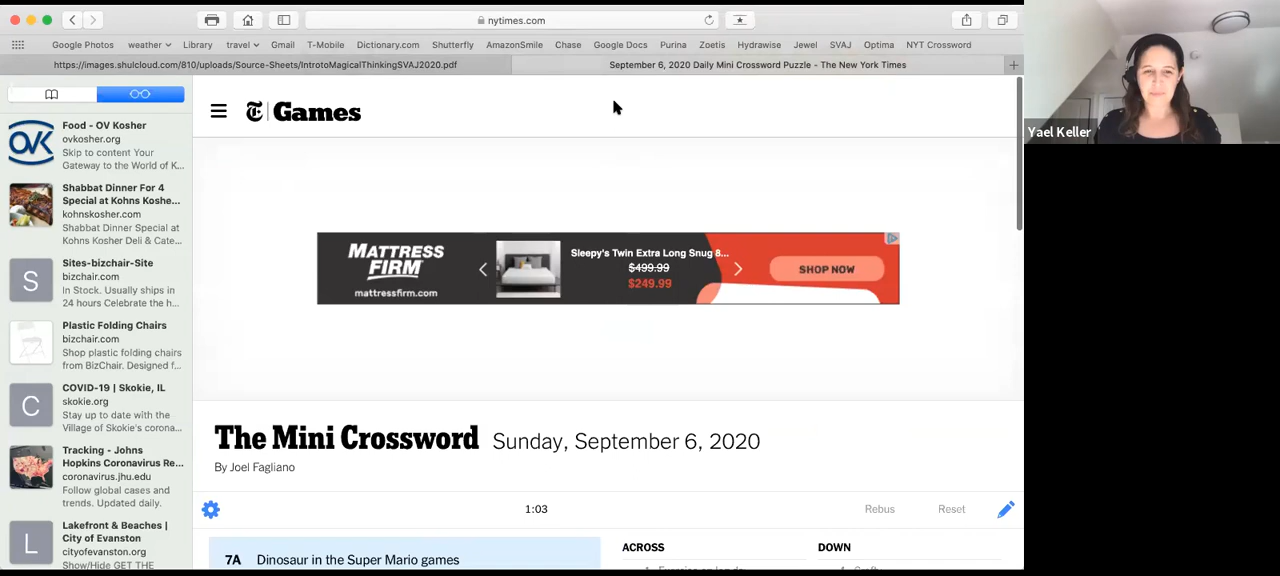 nytimes.com
Google Photos weather Library travel Gmail T-Mobile Dictionary.com Shutterfly AmazonSmile Chase Google Docs Purina Zoetis Hydrawise Jewel SVAJ Optima NYT Crossword
https://images.shulcloud.com/810/uploads/Source-Sheets/IntrotoMagicalThinkingSVAJ2020.pdf
September 6, 2020 Daily Mini Crossword Puzzle - The New York Times
Food - OV Kosher
ovkosher.org
Skip to content Your
Gateway to the World of K...
Shabbat Dinner For 4
Special at Kohns Koshe...
kohnskosher.com
Shabbat Dinner Special at
Kohns Kosher Deli & Cate...
S
Sites-bizchair-Site
bizchair.com
In Stock. Usually ships in
24 hours Celebrate the h...
Plastic Folding Chairs
bizchair.com
Shop plastic folding chairs
from BizChair. Designed f...
C
COVID-19 | Skokie, IL
skokie.org
Stay up to date with the
Village of Skokie's corona...
Tracking - Johns
Hopkins Coronavirus Re...
coronavirus.jhu.edu
Follow global cases and
trends. Updated daily.
L
Lakefront & Beaches |
City of Evanston
cityofevanston.org
Show/Hide GET THE
T Games
MATTRESS
FIRM
mattressfirm.com
Sleepy's Twin Extra Long Snug 8...
$499.99
$249.99
SHOP NOW
The Mini Crossword Sunday, September 6, 2020
By Joel Fagliano
1:03
Rebus
Reset
7A Dinosaur in the Super Mario games
ACROSS
DOWN
Yael Keller